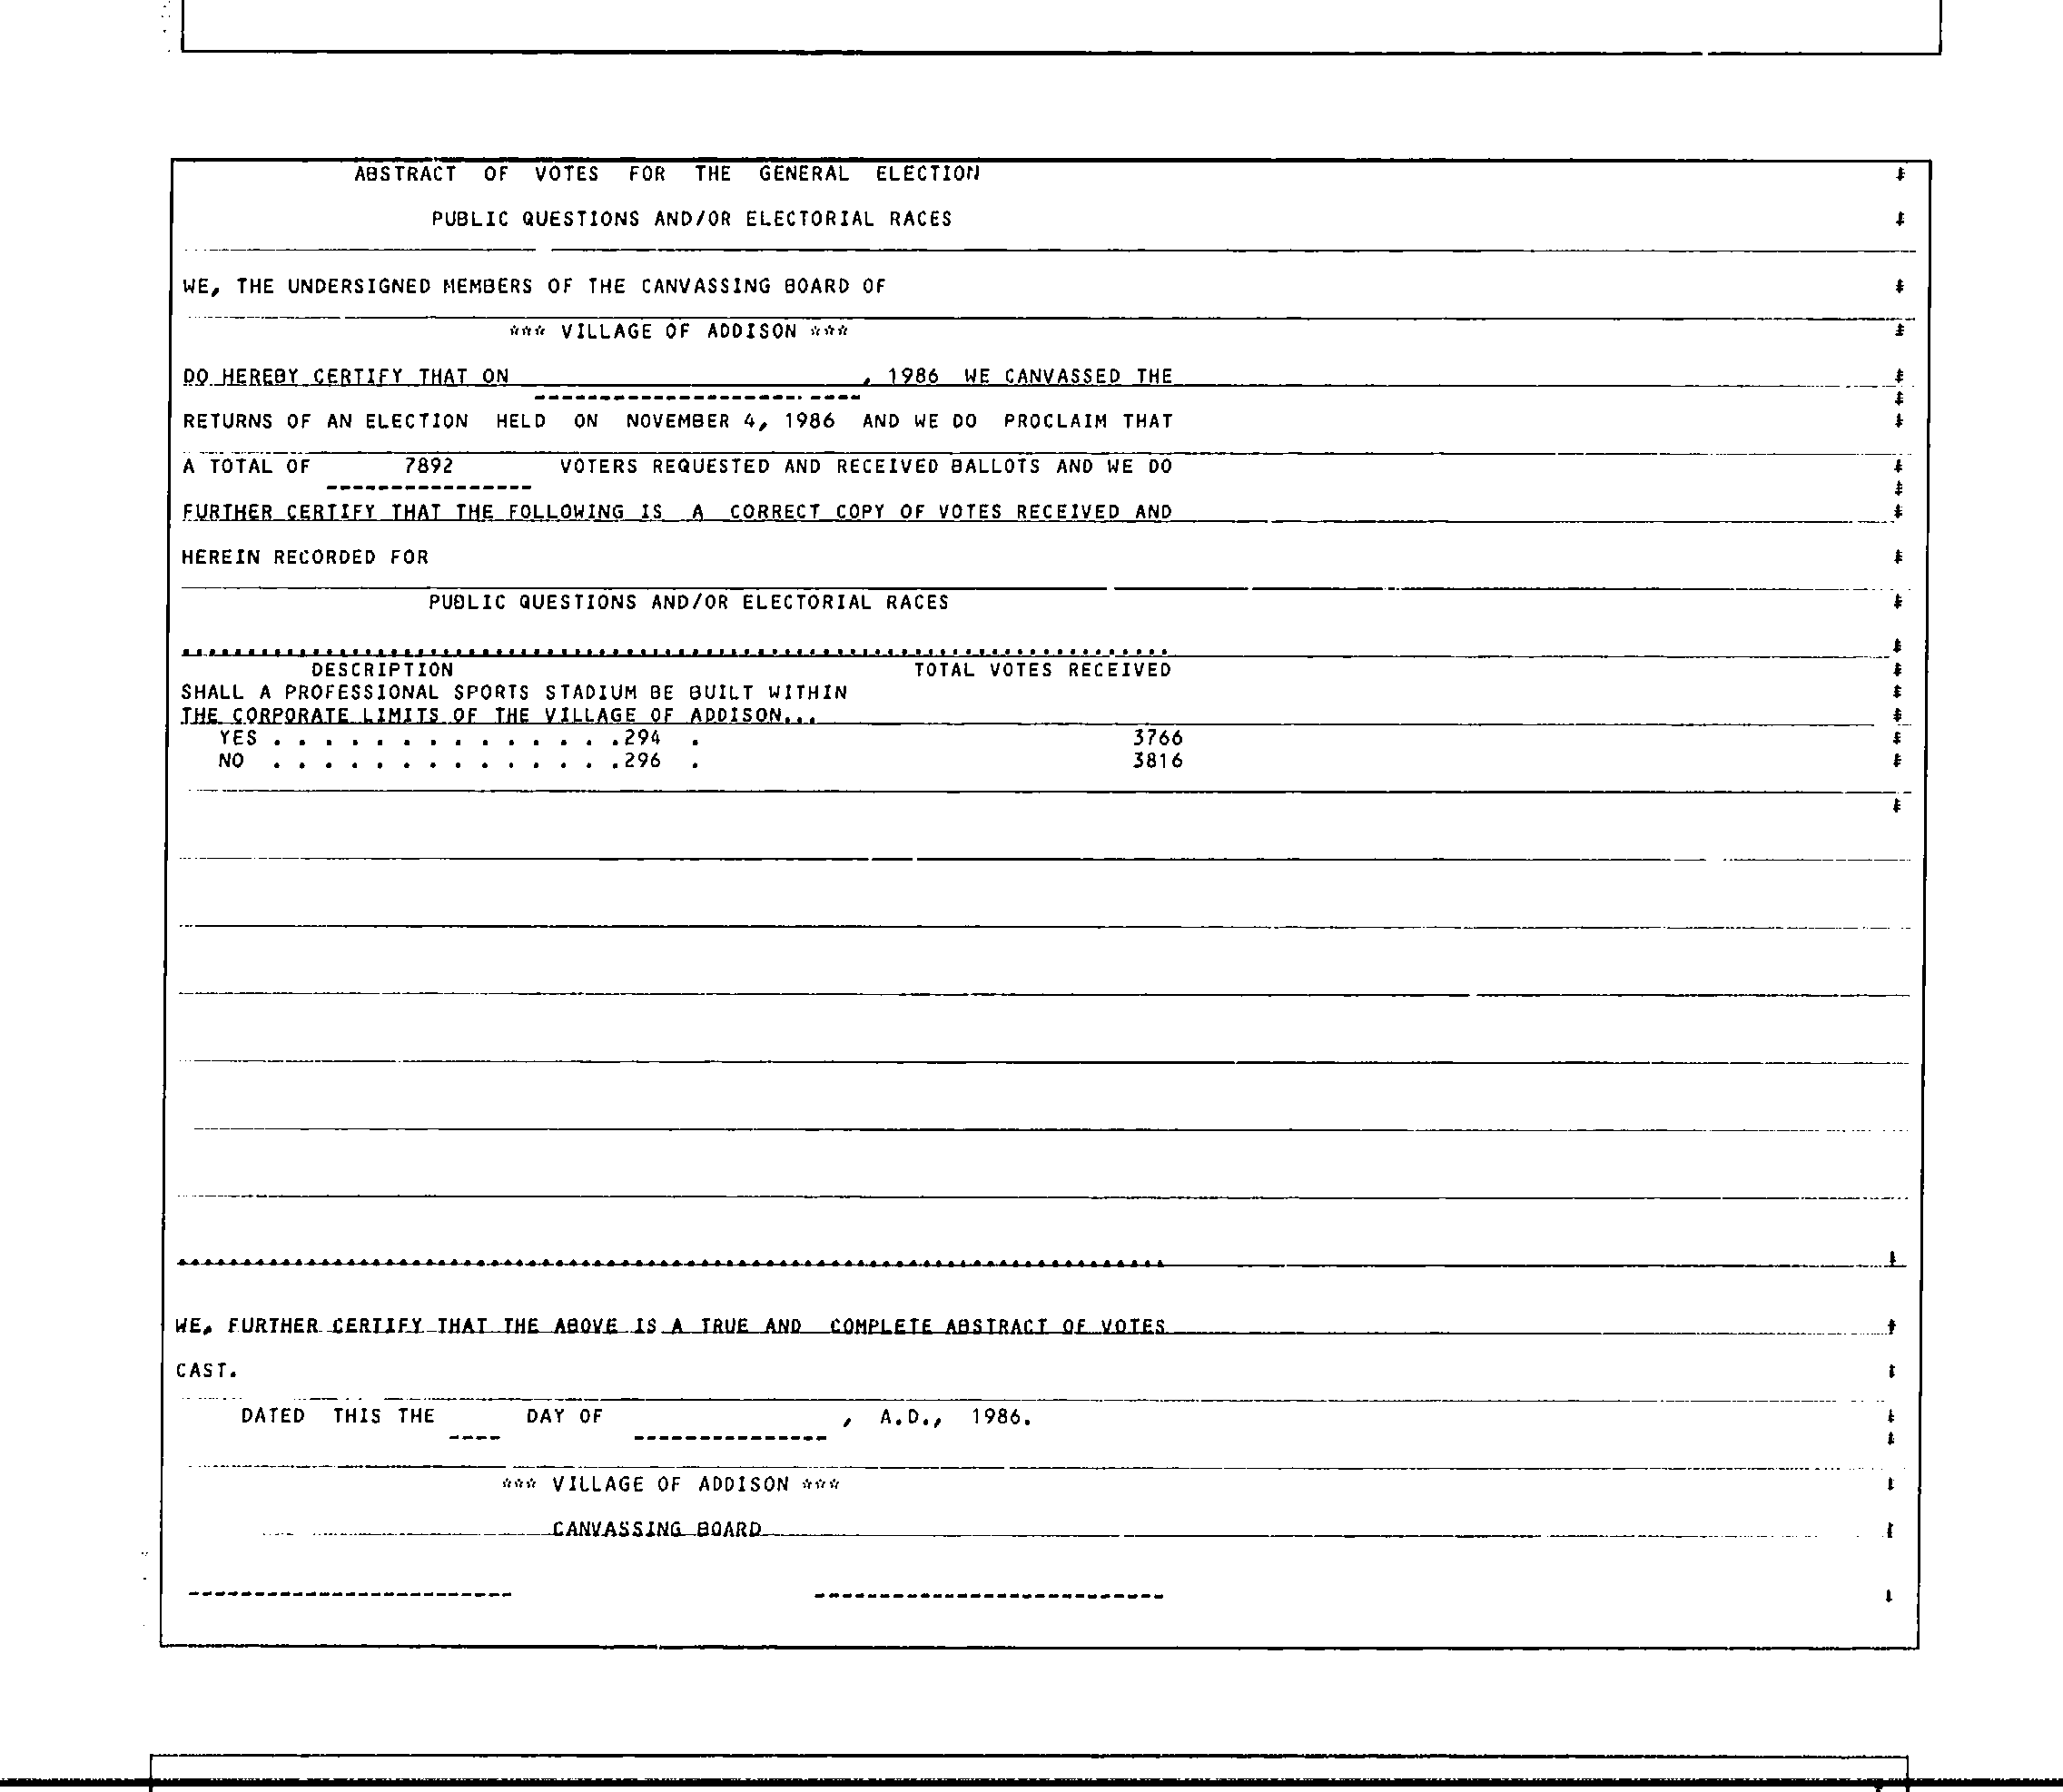 ABSTRACT OF VOTES FOR THE GENERAL ELECTION
PUBLIC QUESTIONS AND/OR ELECTORIAL RACES
WE, THE UNDERSIGNED MEMBERS OF THE CANVASSING BOARD OF
*** VILLAGE OF ADDISON ***
DO HEREBY CERTIFY THAT ON , 1986 WE CANVASSED THE
RETURNS OF AN ELECTION HELD ON NOVEMBER 4, 1986 AND WE DO PROCLAIM THAT
A TOTAL OF 7892 VOTERS REQUESTED AND RECEIVED BALLOTS AND WE DO
FURTHER CERTIFY THAT THE FOLLOWING IS A CORRECT COPY OF VOTES RECEIVED AND
HEREIN RECORDED FOR
PUBLIC QUESTIONS AND/OR ELECTORIAL RACES
DESCRIPTION TOTAL VOTES RECEIVED
SHALL A PROFESSIONAL SPORTS STADIUM BE BUILT WITHIN
THE CORPORATE LIMITS OF THE VILLAGE OF ADDISON...
YES . . . . . . . . . . . . . .294 . 3766
NO . . . . . . . . . . . . . .296 . 3816
WE, FURTHER CERTIFY THAT THE ABOVE IS A TRUE AND COMPLETE ABSTRACT OF VOTES
CAST.
DATED THIS THE ---- DAY OF --------------- , A.D., 1986.
*** VILLAGE OF ADDISON ***
CANVASSING BOARD